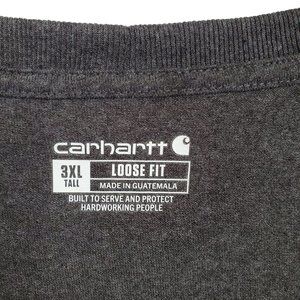 carhartt
3XL TALL
LOOSE FIT
MADE IN GUATEMALA
BUILT TO SERVE AND PROTECT
HARDWORKING PEOPLE